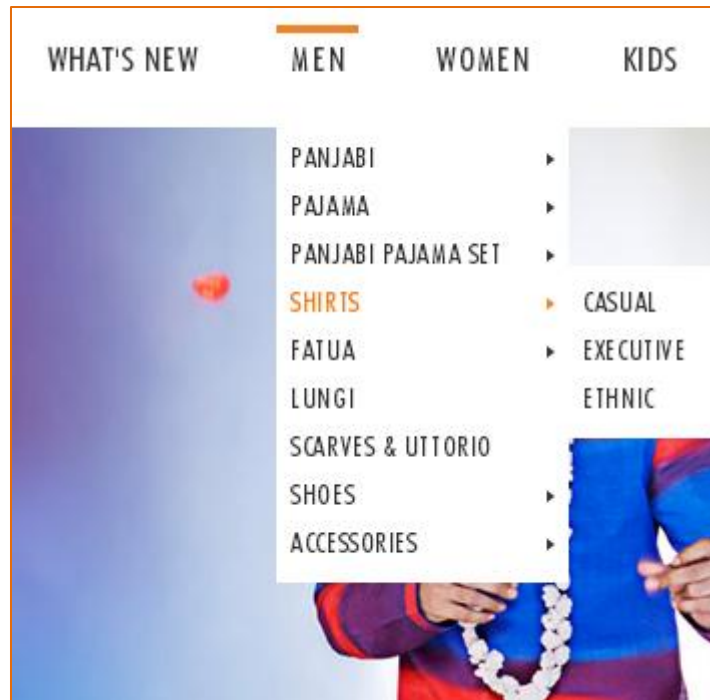 WHAT'S NEW MEN WOMEN KIDS
PANJABI
PAJAMA
PANJABI PAJAMA SET
SHIRTS
FATUA
LUNGI
SCARVES & UTTORIO
SHOES
ACCESSORIES
CASUAL
EXECUTIVE
ETHNIC